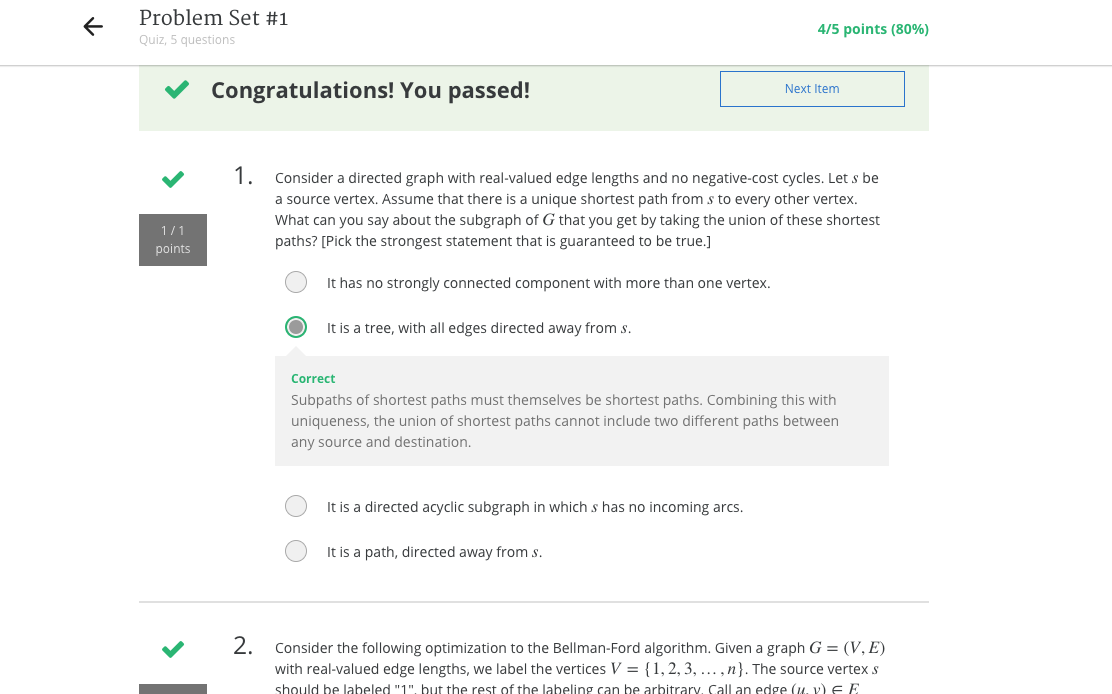 Problem Set #1
Quiz, 5 questions
4/5 points (80%)
Congratulations! You passed!
Next Item
1 / 1
points
1.
Consider a directed graph with real-valued edge lengths and no negative-cost cycles. Let s be
a source vertex. Assume that there is a unique shortest path from s to every other vertex.
What can you say about the subgraph of G that you get by taking the union of these shortest
paths? [Pick the strongest statement that is guaranteed to be true.]
It has no strongly connected component with more than one vertex.
It is a tree, with all edges directed away from s.
Correct
Subpaths of shortest paths must themselves be shortest paths. Combining this with
uniqueness, the union of shortest paths cannot include two different paths between
any source and destination.
It is a directed acyclic subgraph in which s has no incoming arcs.
It is a path, directed away from s.
2.
Consider the following optimization to the Bellman-Ford algorithm. Given a graph G = (V, E)
with real-valued edge lengths, we label the vertices V = {1, 2, 3, … , n}. The source vertex s
should be labeled "1", but the rest of the labeling can be arbitrary. Call an edge (u, v) ∈ E